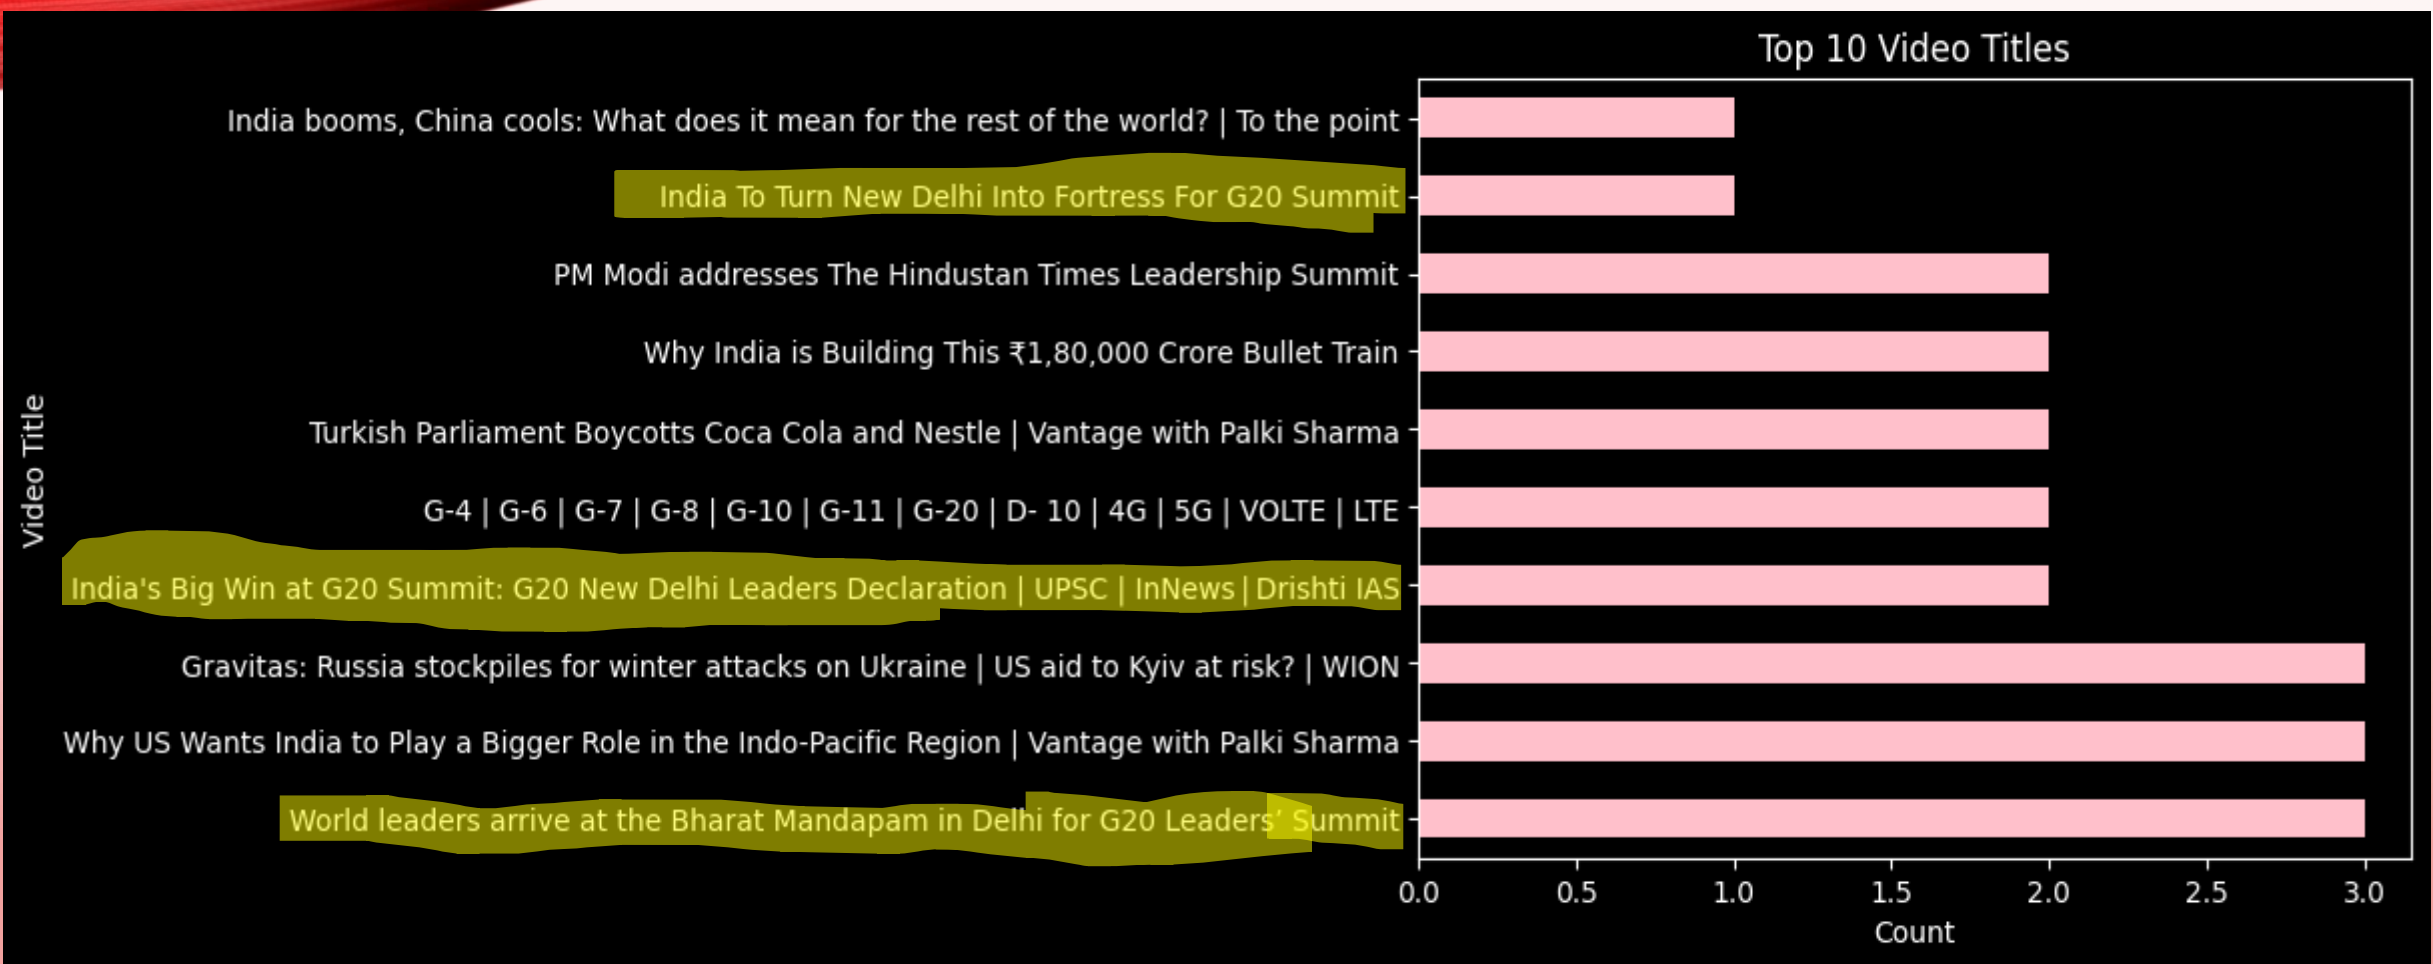 Top 10 Video Titles
India booms, China cools: What does it mean for the rest of the world? | To the point
India To Turn New Delhi Into Fortress For G20 Summit
PM Modi addresses The Hindustan Times Leadership Summit
Why India is Building This ₹1,80,000 Crore Bullet Train
Turkish Parliament Boycotts Coca Cola and Nestle | Vantage with Palki Sharma
G-4 | G-6 | G-7 | G-8 | G-10 | G-11 | G-20 | D- 10 | 4G | 5G | VOLTE | LTE
India's Big Win at G20 Summit: G20 New Delhi Leaders Declaration | UPSC | InNews | Drishti IAS
Gravitas: Russia stockpiles for winter attacks on Ukraine | US aid to Kyiv at risk? | WION
Why US Wants India to Play a Bigger Role in the Indo-Pacific Region | Vantage with Palki Sharma
World leaders arrive at the Bharat Mandapam in Delhi for G20 Leaders’ Summit
Video Title
0.0 0.5 1.0 1.5 2.0 2.5 3.0
Count